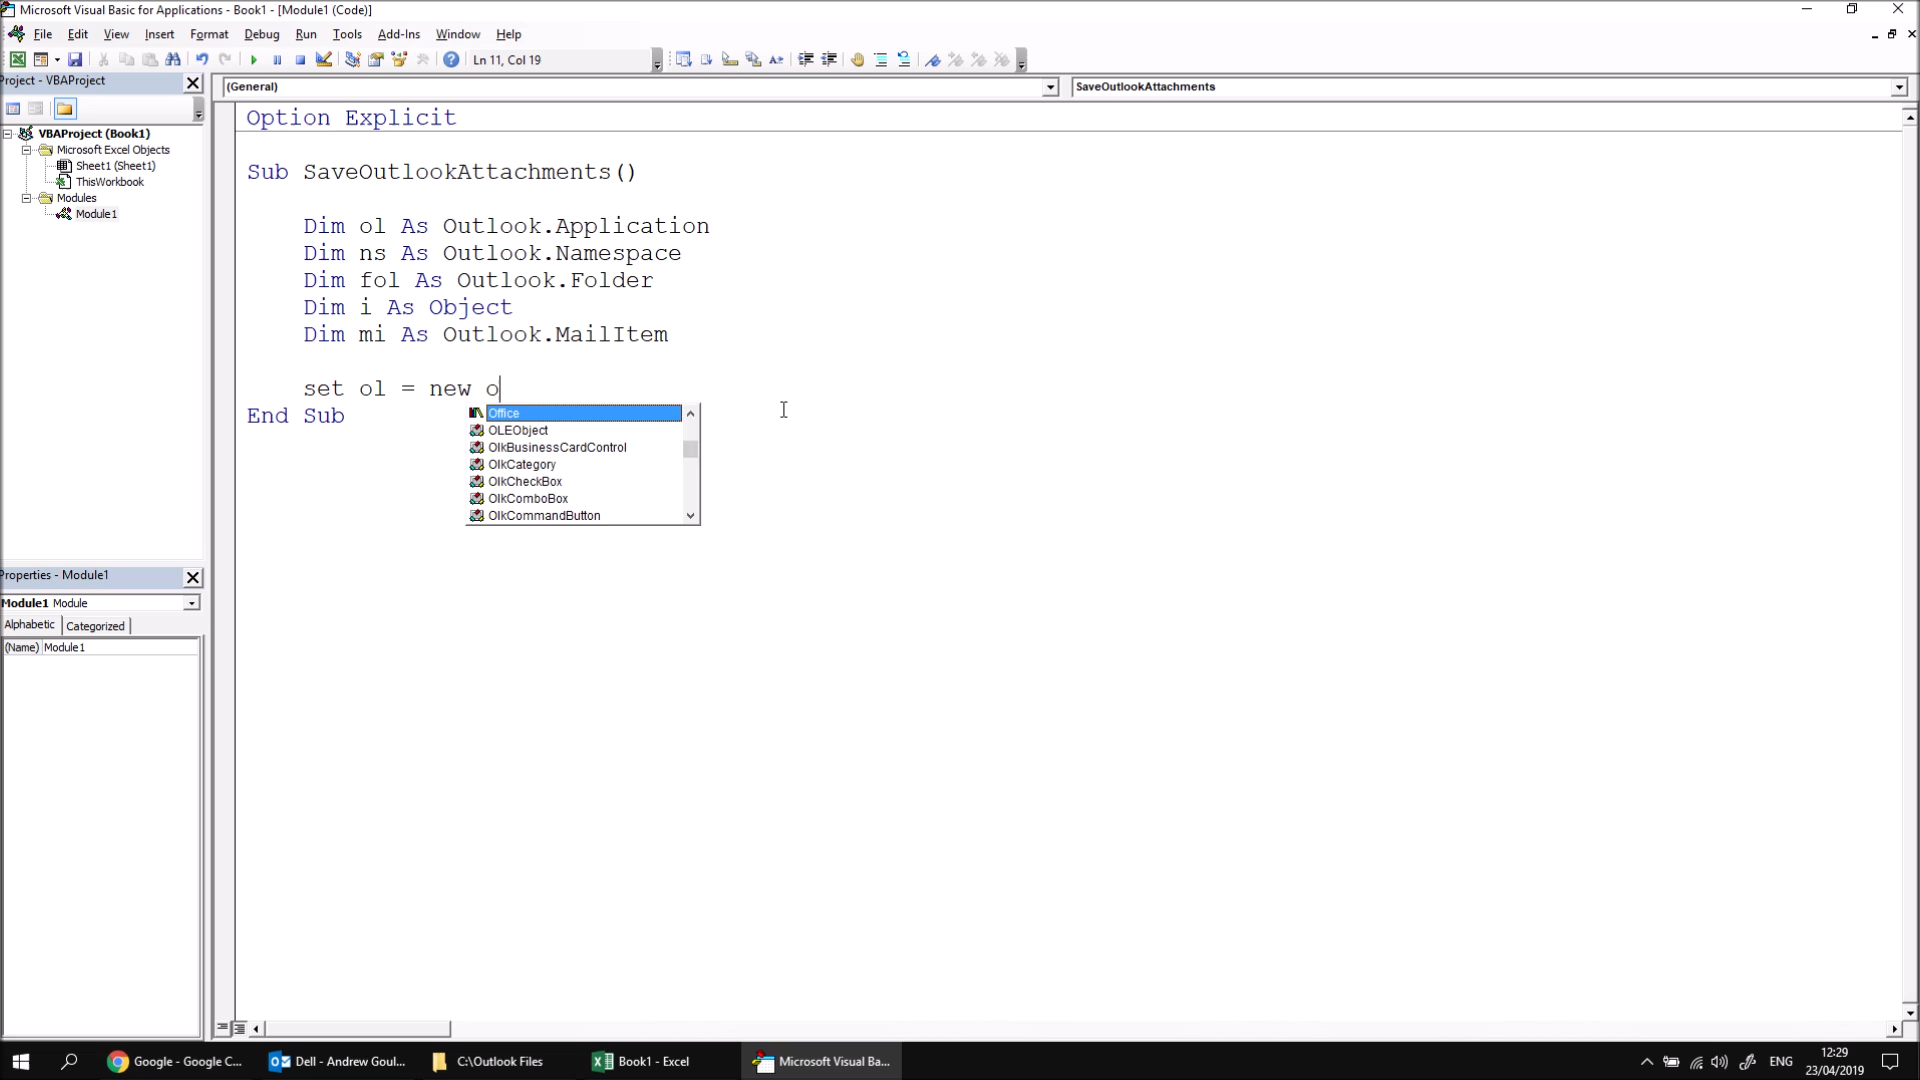 Microsoft Visual Basic for Applications - Book1 - [Module1 (Code)]
File Edit View Insert Format Debug Run Tools Add-Ins Window Help
Ln 11, Col 19
Project - VBAProject
(General)
SaveOutlookAttachments
VBAProject (Book1)
Microsoft Excel Objects
Sheet1 (Sheet1)
ThisWorkbook
Modules
Module1
Option Explicit
Sub SaveOutlookAttachments()
Dim ol As Outlook.Application
Dim ns As Outlook.Namespace
Dim fol As Outlook.Folder
Dim i As Object
Dim mi As Outlook.MailItem
set ol = new o
End Sub
Office
OLEObject
OlkBusinessCardControl
OlkCategory
OlkCheckBox
OlkComboBox
OlkCommandButton
Properties - Module1
Module1 Module
Alphabetic Categorized
(Name) Module1
Google - Google C...
Dell - Andrew Goul...
C:\Outlook Files
Book1 - Excel
Microsoft Visual Ba...
ENG
12:29
23/04/2019